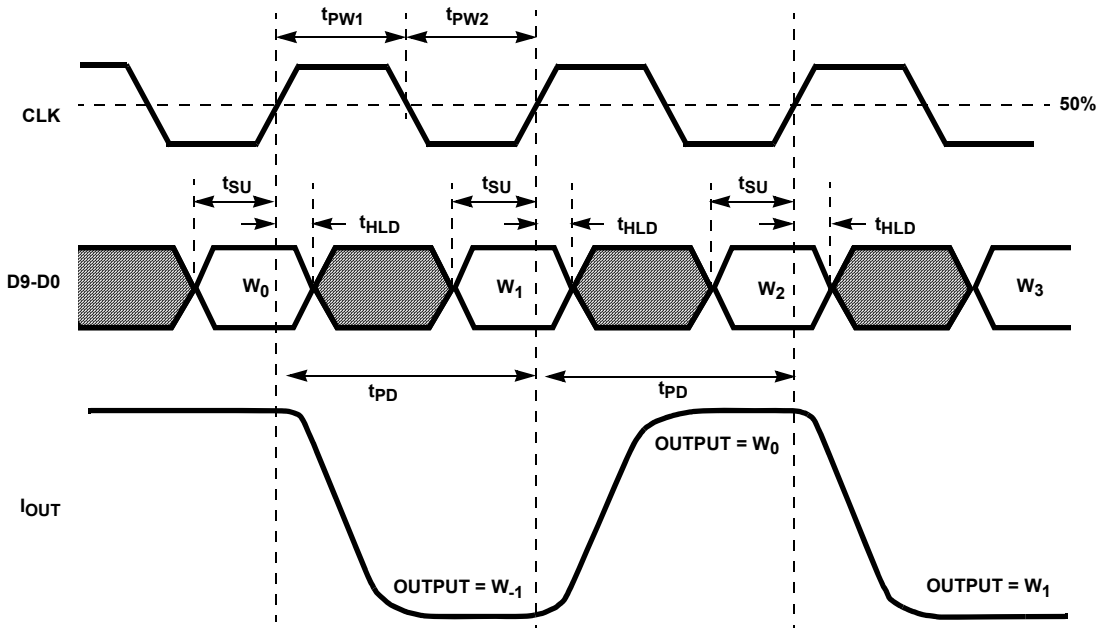 tPW1 tPW2
CLK
50%
tSU tSU tSU
tHLD tHLD tHLD
D9-D0
W0 W1 W2 W3
tPD tPD
OUTPUT = W0
IOUT
OUTPUT = W-1 OUTPUT = W1